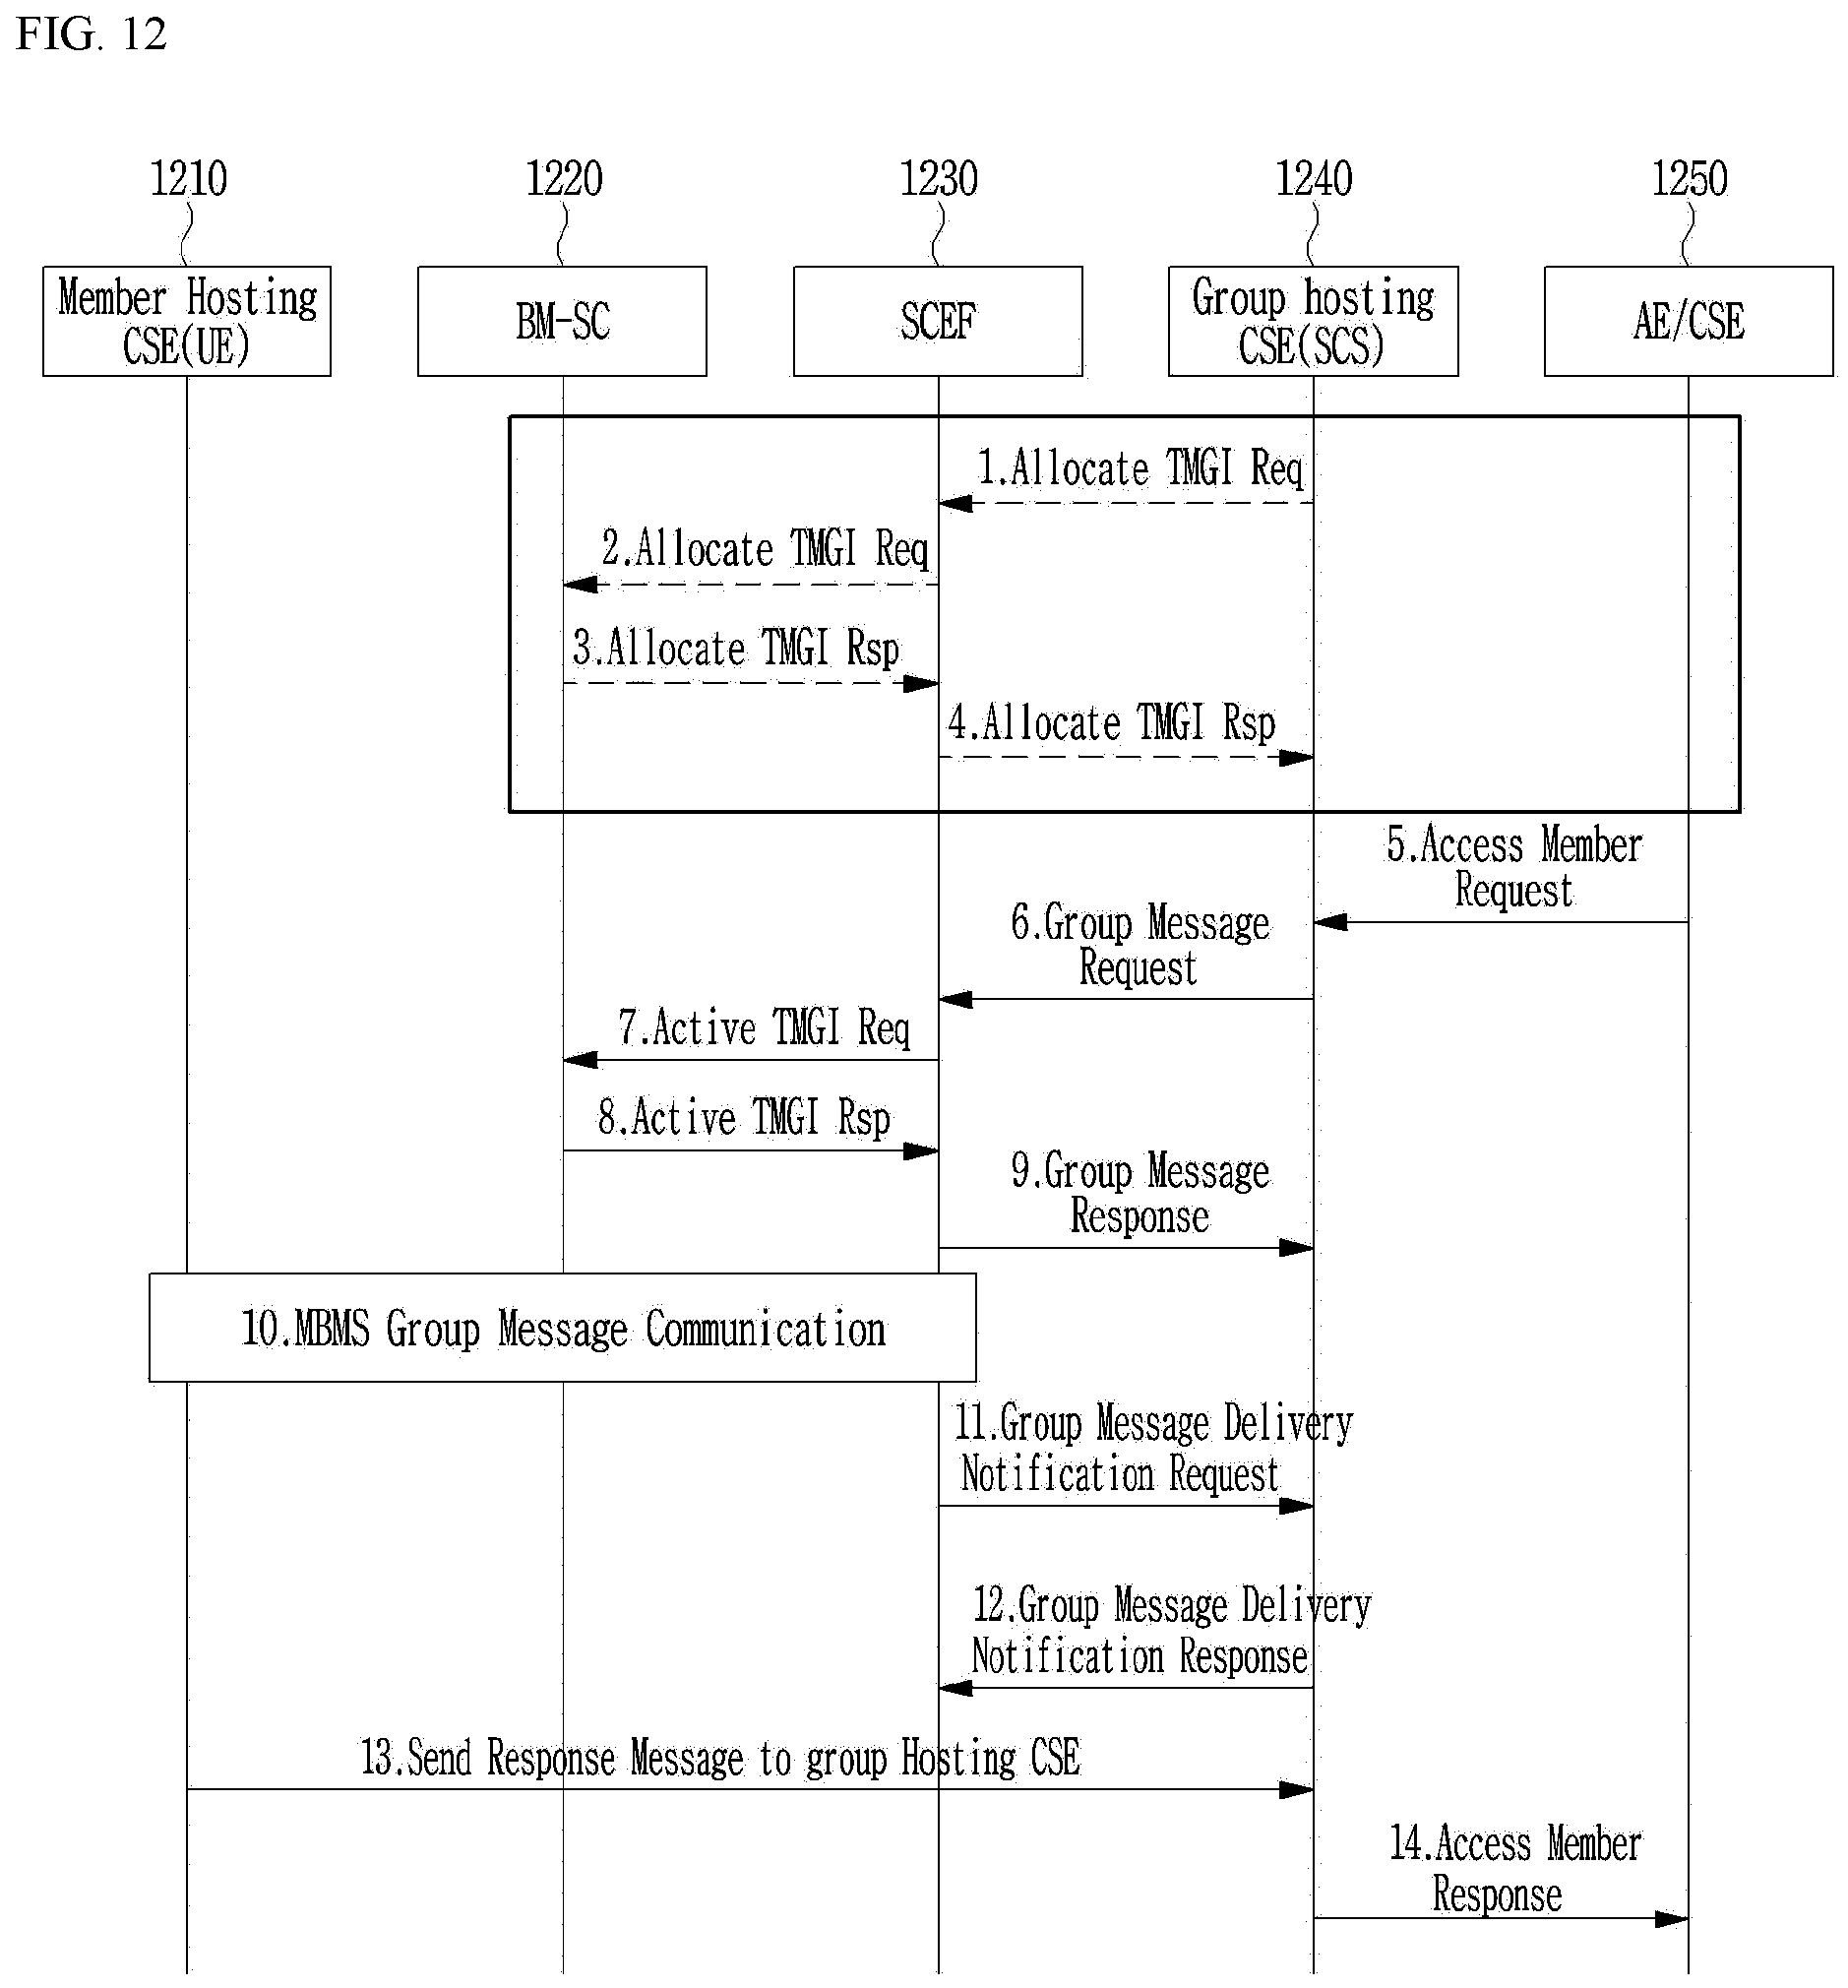 FIG. 12
1210
1220
1230
1240
1250
Member Hosting
CSE(UE)
BM-SC
SCEF
Group hosting
CSE(SCS)
AE/CSE
1.Allocate TMGI Req
2.Allocate TMGI Req
3.Allocate TMGI Rsp
4.Allocate TMGI Rsp
5.Access Member
Request
6.Group Message
Request
7.Active TMGI Req
8.Active TMGI Rsp
9.Group Message
Response
10.MBMS Group Message Communication
11.Group Message Delivery
Notification Request
12.Group Message Delivery
Notification Response
13.Send Response Message to group Hosting CSE
14.Access Member
Response